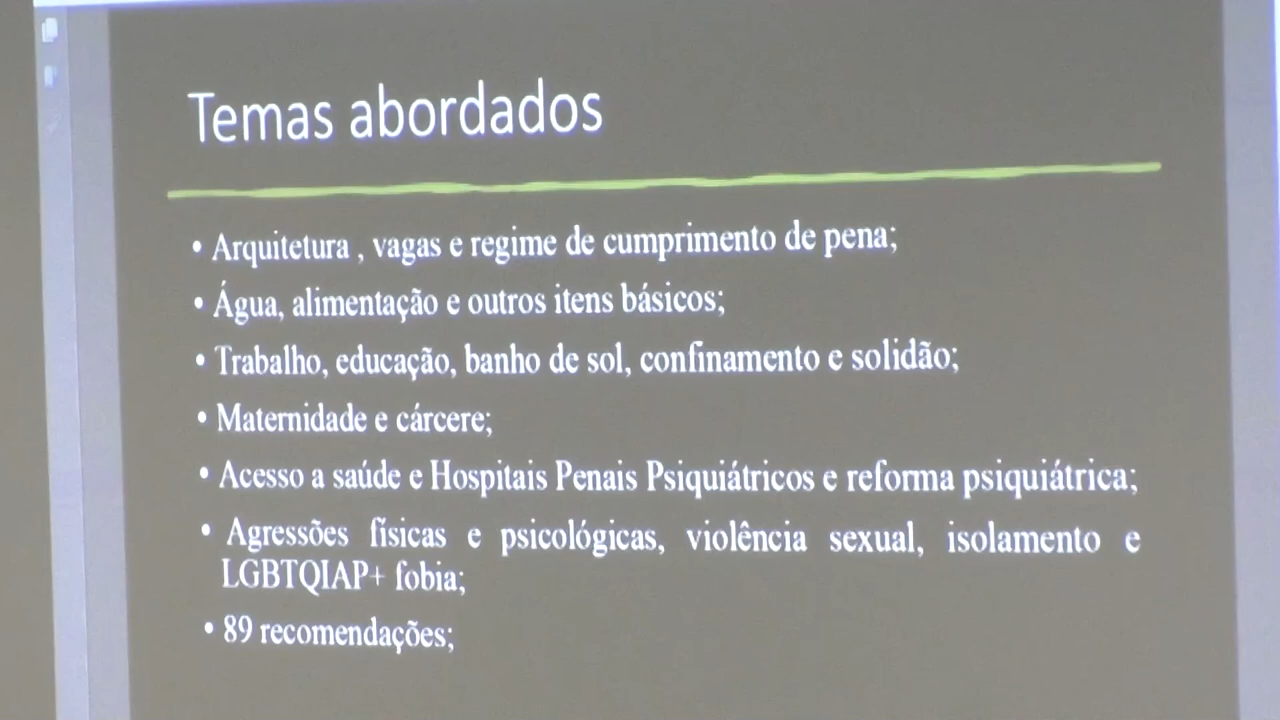 Temas abordados
• Arquitetura , vagas e regime de cumprimento de pena;
• Água, alimentação e outros itens básicos;
• Trabalho, educação, banho de sol, confinamento e solidão;
• Maternidade e cárcere;
• Acesso a saúde e Hospitais Penais Psiquiátricos e reforma psiquiátrica;
• Agressões físicas e psicológicas, violência sexual, isolamento e
LGBTQIAP+ fobia;
• 89 recomendações;